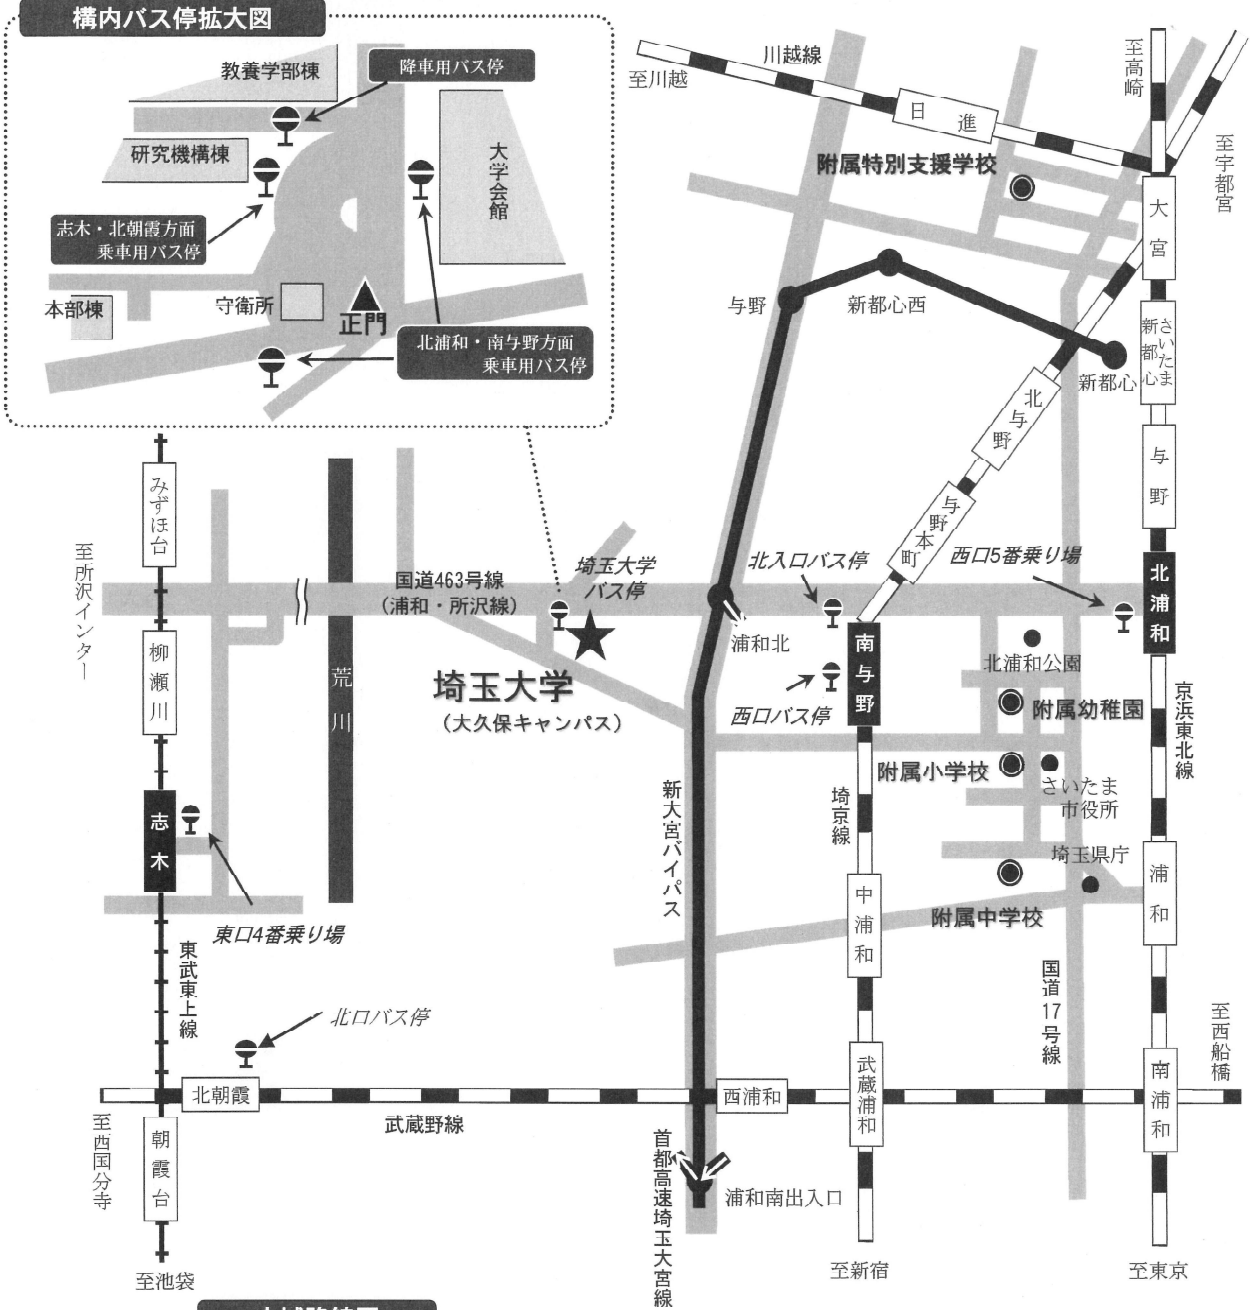 構内バス停拡大図
教養学部棟
降車用バス停
研究機構棟
大学会館
志木・北朝霞方面
乗車用バス停
本部棟
守衛所
正門
北浦和・南与野方面
乗車用バス停
川越線
至川越
日進
至高崎
至宇都宮
附属特別支援学校
大宮
与野
新都心西
新都心
さいたま
新都心
北与野
与野
与野本町
みずほ台
至所沢インター
国道463号線
(浦和・所沢線)
埼玉大学
バス停
北入口バス停
西口5番乗り場
北浦和
浦和北
南与野
北浦和公園
柳瀬川
荒川
埼玉大学
(大久保キャンパス)
西口バス停
附属幼稚園
京浜東北線
附属小学校
さいたま
市役所
志木
新大宮バイパス
埼京線
埼玉県庁
浦和
中浦和
附属中学校
東口4番乗り場
東武東上線
国道17号線
北口バス停
至西船橋
北朝霞
西浦和
武蔵浦和
南浦和
武蔵野線
至西国分寺
朝霞台
首都高速埼玉大宮線
浦和南出入口
至池袋
至新宿
至東京